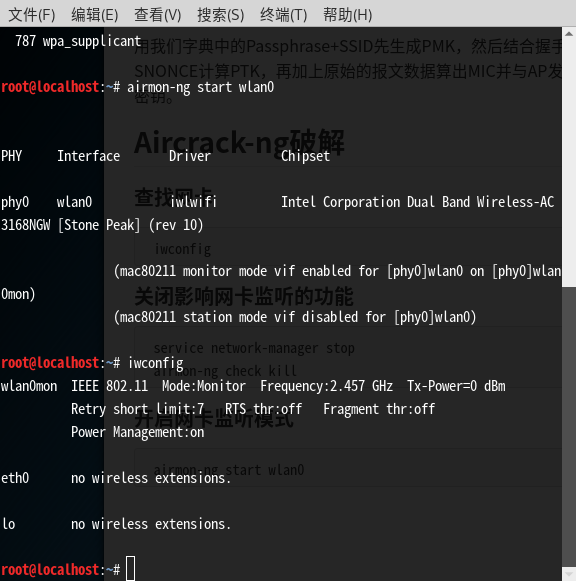 文件(F) 编辑(E) 查看(V) 搜索(S) 终端(T) 帮助(H)
787 wpa_supplicant
用我们字典中的Passphrase+SSID先生成PMK，然后结合握手
SNONCE计算PTK，再加上原始的报文数据算出MIC并与AP发
root@localhost:~# airmon-ng start wlan0
密钥。
Aircrack-ng破解
PHY Interface Driver Chipset
查找网卡
phy0 wlan0 iwlwifi Intel Corporation Dual Band Wireless-AC
3168NGW [Stone Peak] (rev 10)
iwconfig
(mac80211 monitor mode vif enabled for [phy0]wlan0 on [phy0]wlan
0mon)
关闭影响网卡监听的功能
(mac80211 station mode vif disabled for [phy0]wlan0)
service network-manager stop
root@localhost:~# iwconfig
airmon-ng check kill
wlan0mon IEEE 802.11 Mode:Monitor Frequency:2.457 GHz Tx-Power=0 dBm
Retry short limit:7 RTS thr:off Fragment thr:off
开启网卡监听模式
Power Management:on
airmon-ng start wlan0
eth0 no wireless extensions.
lo no wireless extensions.
root@localhost:~#